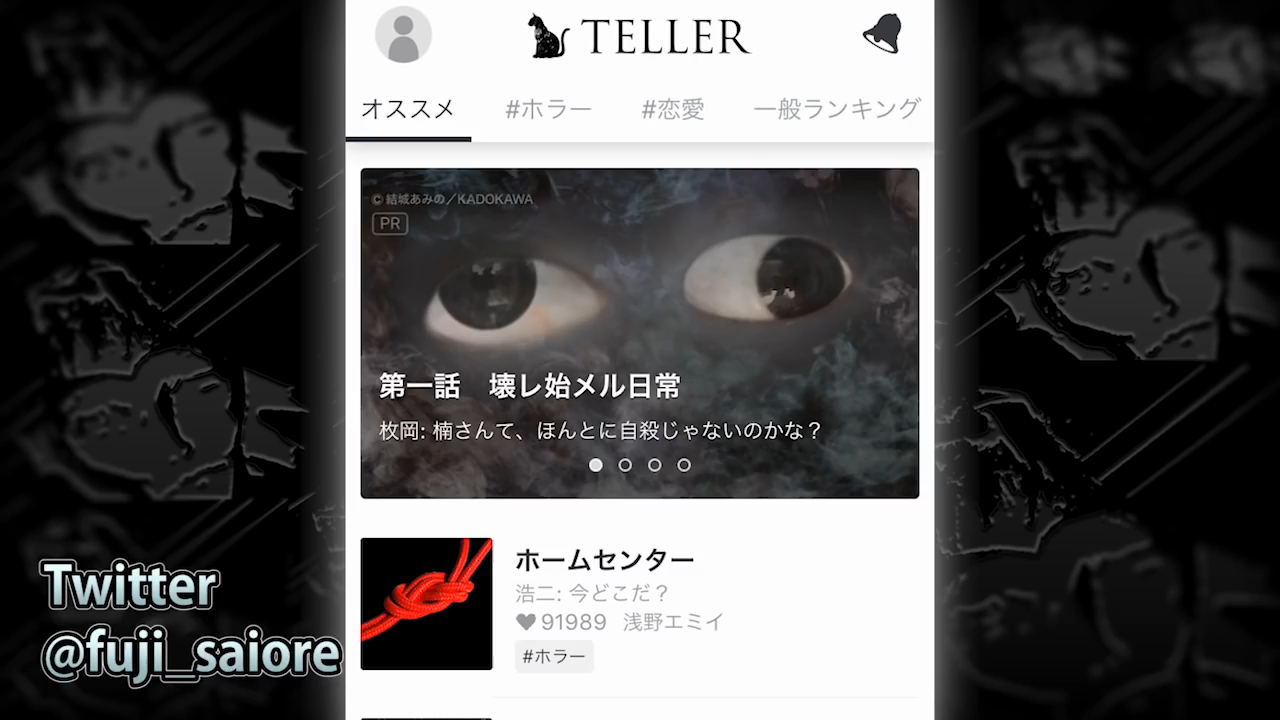 TELLER
オススメ #ホラー #恋愛 一般ランキング
© 結城あみの／KADOKAWA
PR
第一話 壊レ始メル日常
枚岡: 楠さんて、ほんとに自殺じゃないのかな？
ホームセンター
浩二: 今どこだ？
91989 浅野エミイ
#ホラー
Twitter
@fuji_saiore